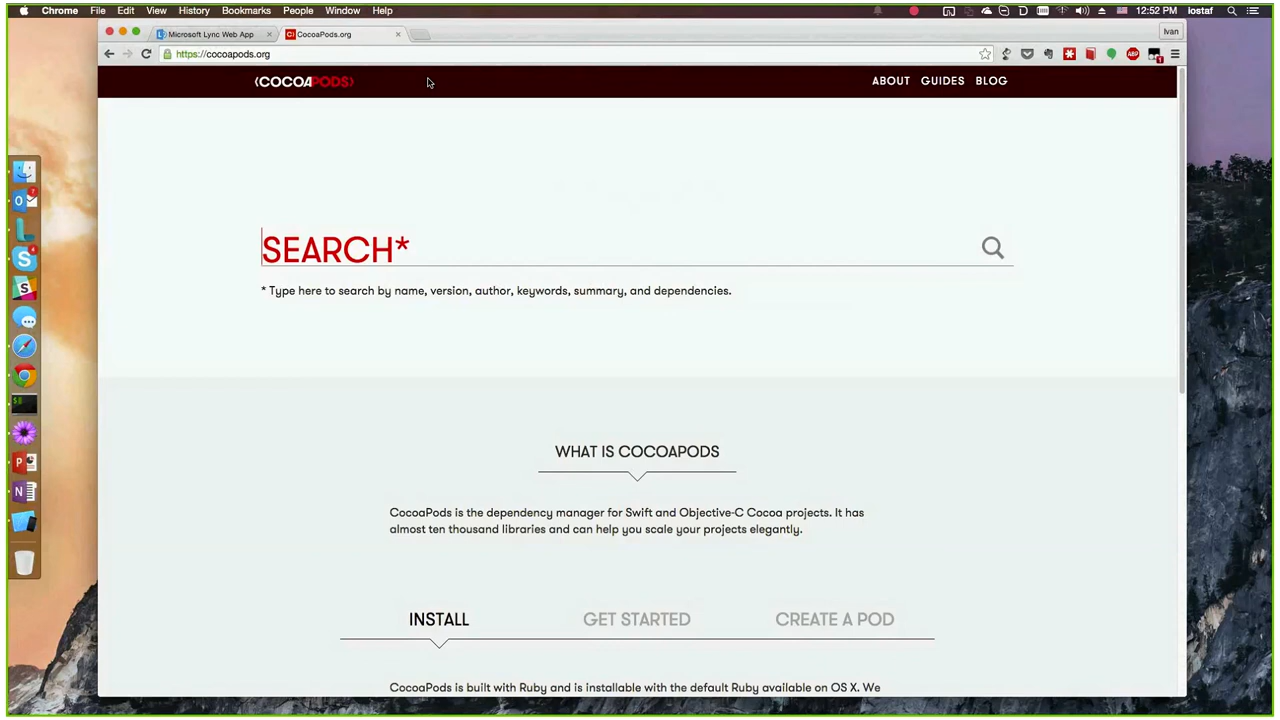 Chrome File Edit View History Bookmarks People Window Help 12:52 PM lostaf
Microsoft Lync Web App CocoaPods.org Ivan
https://cocoapods.org
COCOAPODS ABOUT GUIDES BLOG
SEARCH*
* Type here to search by name, version, author, keywords, summary, and dependencies.
WHAT IS COCOAPODS
CocoaPods is the dependency manager for Swift and Objective-C Cocoa projects. It has
almost ten thousand libraries and can help you scale your projects elegantly.
INSTALL GET STARTED CREATE A POD
CocoaPods is built with Ruby and is installable with the default Ruby available on OS X. We